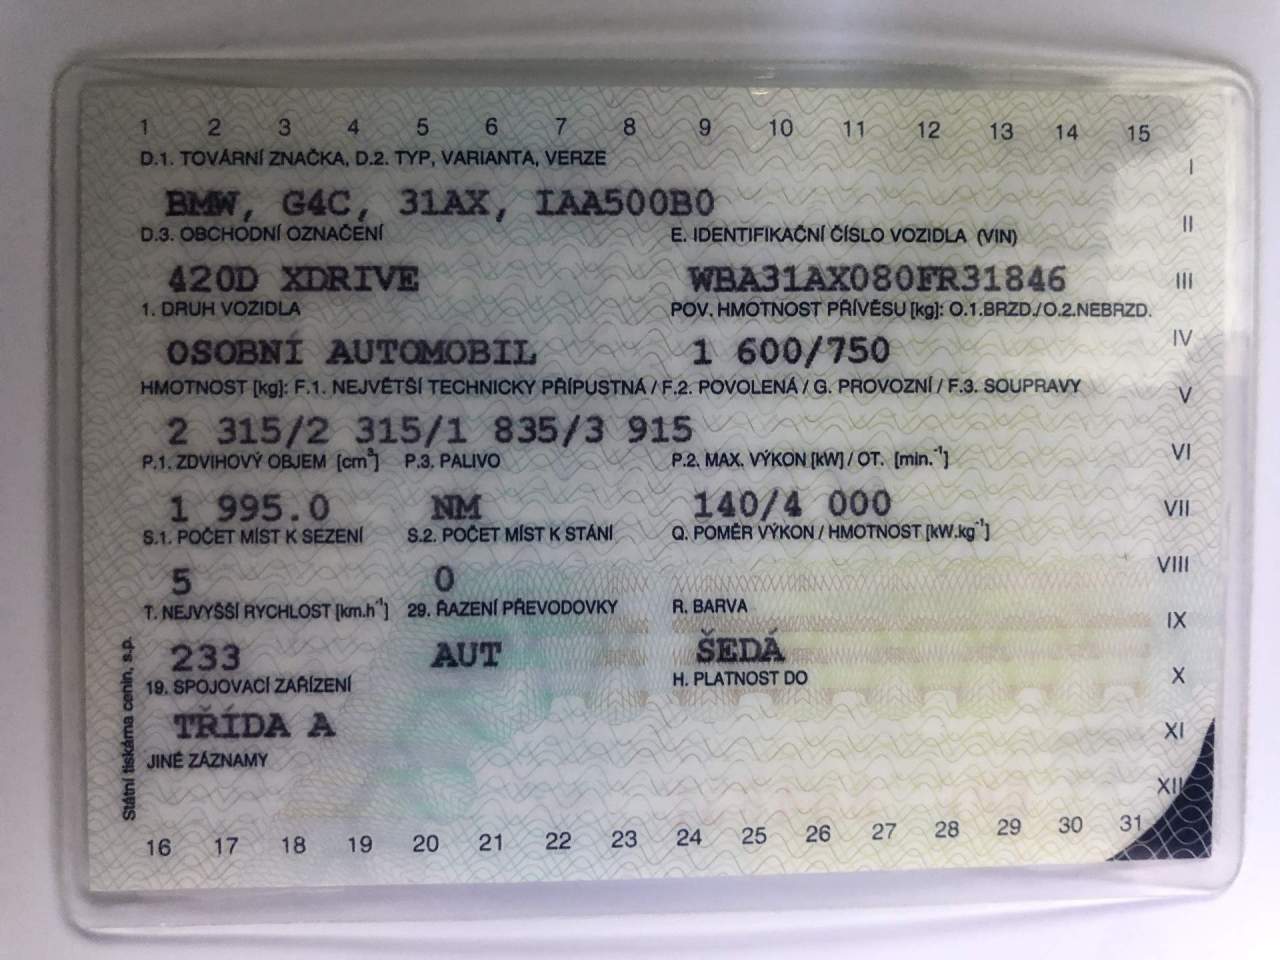 1 2 3 4 5 6 7 8 9 10 11 12 13 14 15
D.1. TOVÁRNÍ ZNAČKA, D.2. TYP, VARIANTA, VERZE
I
BMW, G4C, 31AX, IAA500B0
II
D.3. OBCHODNÍ OZNAČENÍ E. IDENTIFIKAČNÍ ČÍSLO VOZIDLA (VIN)
420D XDRIVE WBA31AX080FR31846
III
1. DRUH VOZIDLA POV. HMOTNOST PŘÍVĚSU [kg]: O.1.BRZD./O.2.NEBRZD.
IV
OSOBNÍ AUTOMOBIL 1 600/750
HMOTNOST [kg]: F.1. NEJVĚTŠÍ TECHNICKY PŘÍPUSTNÁ / F.2. POVOLENÁ / G. PROVOZNÍ / F.3. SOUPRAVY
V
2 315/2 315/1 835/3 915
VI
P.1. ZDVIHOVÝ OBJEM [cm³] P.3. PALIVO P.2. MAX. VÝKON [kW] / OT. [min.⁻¹]
1 995.0 NM 140/4 000
VII
S.1. POČET MÍST K SEZENÍ S.2. POČET MÍST K STÁNÍ Q. POMĚR VÝKON / HMOTNOST [kW.kg⁻¹]
VIII
5 0
T. NEJVYŠŠÍ RYCHLOST [km.h⁻¹] 29. ŘAZENÍ PŘEVODOVKY R. BARVA
IX
233 AUT ŠEDÁ
19. SPOJOVACÍ ZAŘÍZENÍ H. PLATNOST DO
X
TŘÍDA A
XI
JINÉ ZÁZNAMY
XII
Státní tiskárna cenin, s.p.
16 17 18 19 20 21 22 23 24 25 26 27 28 29 30 31